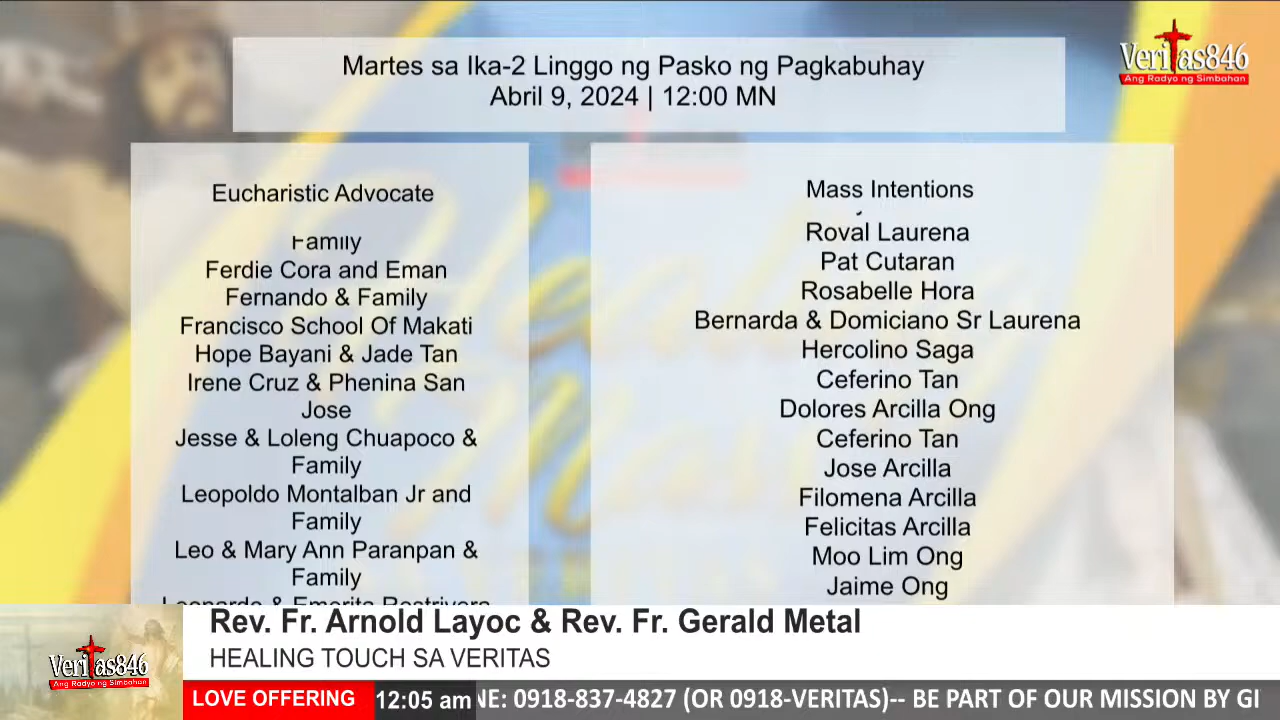 Martes sa Ika-2 Linggo ng Pasko ng Pagkabuhay
Abril 9, 2024 | 12:00 MN
Veritas846
Ang Radyo ng Simbahan
Eucharistic Advocate
Family
Ferdie Cora and Eman
Fernando & Family
Francisco School Of Makati
Hope Bayani & Jade Tan
Irene Cruz & Phenina San
Jose
Jesse & Loleng Chuapoco &
Family
Leopoldo Montalban Jr and
Family
Leo & Mary Ann Paranpan &
Family
Mass Intentions
Roval Laurena
Pat Cutaran
Rosabelle Hora
Bernarda & Domiciano Sr Laurena
Hercolino Saga
Ceferino Tan
Dolores Arcilla Ong
Ceferino Tan
Jose Arcilla
Filomena Arcilla
Felicitas Arcilla
Moo Lim Ong
Jaime Ong
Veritas846
Ang Radyo ng Simbahan
Rev. Fr. Arnold Layoc & Rev. Fr. Gerald Metal
HEALING TOUCH SA VERITAS
LOVE OFFERING
12:05 am
NE: 0918-837-4827 (OR 0918-VERITAS)-- BE PART OF OUR MISSION BY GI